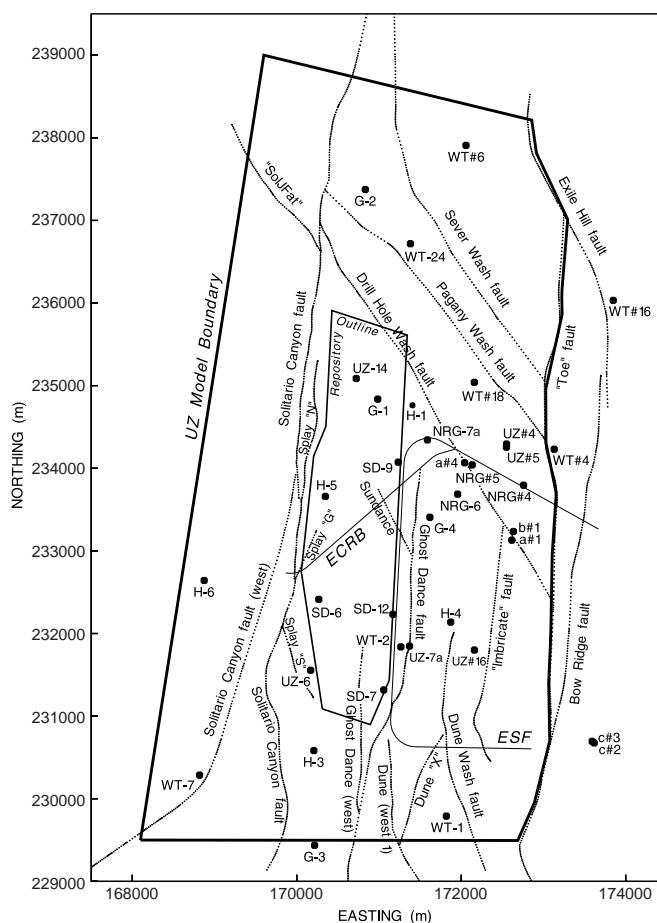 239000
238000
237000
236000
235000
234000
233000
232000
231000
230000
229000
NORTHING (m)
168000
170000
172000
174000
EASTING (m)
UZ Model Boundary
"Sol/Fat"
WT#6
G-2
WT-24
Exile Hill fault
Sever Wash fault
Pagany Wash fault
Drill Hole Wash fault
WT#16
"Toe" fault
Solitario Canyon fault
Repository
Outline
UZ-14
G-1
H-1
WT#18
Splay "N"
NRG-7a
UZ#4
UZ#5
WT#4
a#4
SD-9
NRG#5
NRG#4
H-5
NRG-6
Sundance
G-4
Splay "G"
ECRB
b#1
a#1
H-6
SD-6
SD-12
Ghost Dance fault
H-4
"Imbricate" fault
Bow Ridge fault
WT-2
UZ-7a
UZ#16
Splay "S"
UZ-6
SD-7
Solitario Canyon fault (west)
Solitario Canyon fault
H-3
Ghost Dance (west)
Dune (west 1)
Dune "X"
Dune Wash fault
ESF
c#3
c#2
WT-7
WT-1
G-3